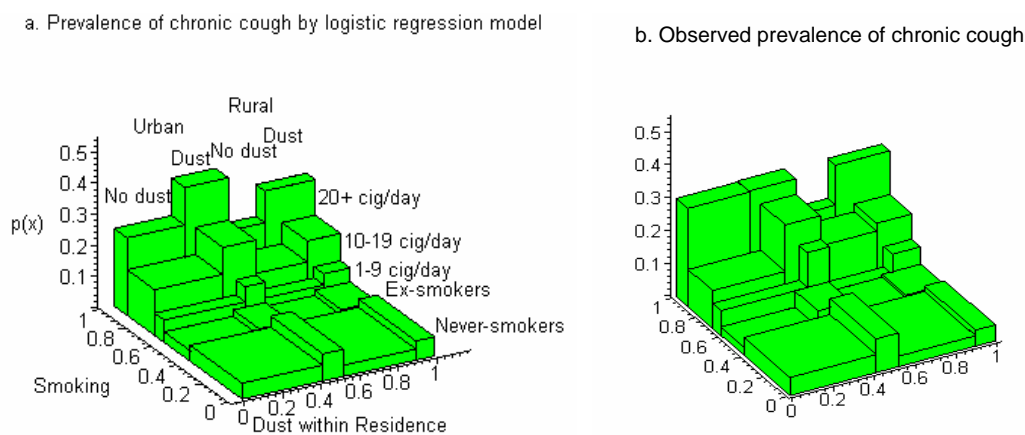 a. Prevalence of chronic cough by logistic regression model
b. Observed prevalence of chronic cough
Rural
Urban
Dust
No dust
Dust
No dust
p(x)
0.5
0.4
0.3
0.2
0.1
0
20+ cig/day
10-19 cig/day
1-9 cig/day
Ex-smokers
Never-smokers
1
0.8
0.6
0.4
0.2
0
Smoking
0
0.2
0.4
0.6
0.8
1
Dust within Residence
0.5
0.4
0.3
0.2
0.1
1
0.8
0.6
0.4
0.2
0
0
0.2
0.4
0.6
0.8
1